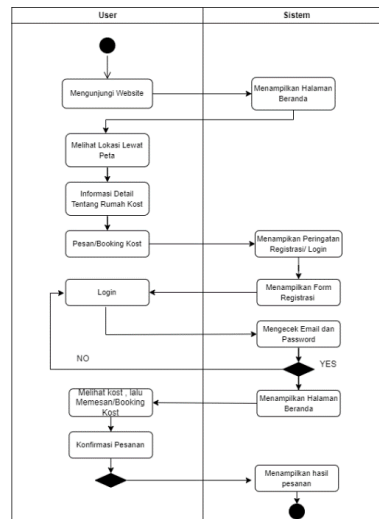 User
Sistem
Mengunjungi Website
Menampilkan Halaman
Beranda
Melihat Lokasi Lewat
Peta
Informasi Detail
Tentang Rumah Kost
Pesan/Booking Kost
Menampikan Peringatan
Registrasi/ Login
Menampilkan Form
Registrasi
Login
Mengecek Email dan
Password
NO
YES
Menampilkan Halaman
Beranda
Melihat kost , lalu
Memesan/Booking
Kost
Konfirmasi Pesanan
Menampilkan hasil
pesanan